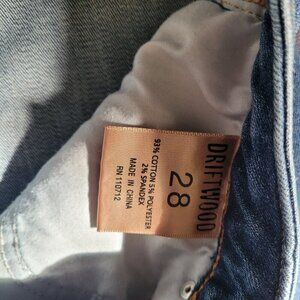 DRIFTWOOD
28
93% COTTON 5% POLYESTER
2% SPANDEX
MADE IN CHINA
RN 110712